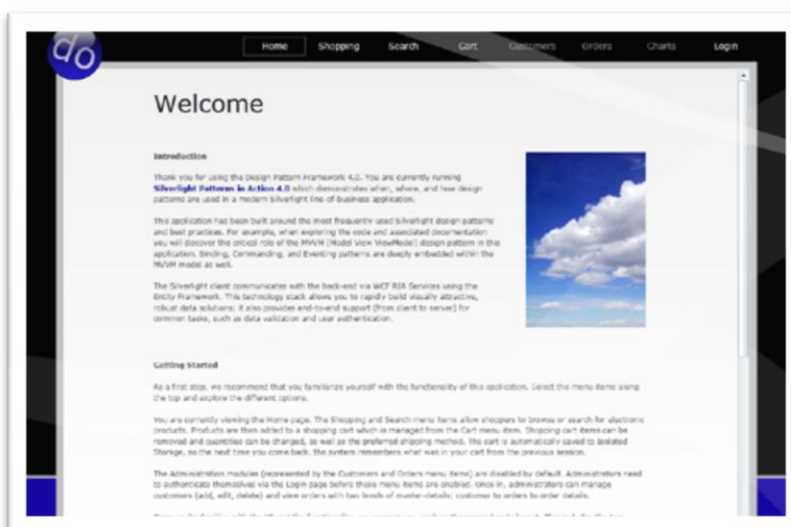 do
Home Shopping Search Cart Customers Orders Charts Login
Welcome
Introduction
Thank you for using the Design Pattern Framework 4.0. You are currently running
Silverlight Patterns in Action 4.0 which demonstrates when, where, and how design
patterns are used in a modern Silverlight line-of-business application.
This application has been built around the most frequently used Silverlight design patterns
and best practices. For example, when exploring the code and associated documentation
you will discover the critical role of the MVVM (Model View ViewModel) design pattern in this
application. Binding, Commanding, and Eventing patterns are deeply embedded within the
MVVM model as well.
The Silverlight client communicates with the back-end via WCF RIA Services using the
Entity Framework. This technology stack allows you to rapidly build visually attractive,
robust data solutions; it also provides end-to-end support (from client to server) for
common tasks, such as data validation and user authentication.
Getting Started
As a first step, we recommend that you familiarize yourself with the functionality of this application. Select the menu items along
the top and explore the different options.
You are currently viewing the Home page. The Shopping and Search menu items allow shoppers to browse or search for electronic
products. Products are then added to a shopping cart which is managed from the Cart menu item. Shopping cart items can be
removed and quantities can be changed, as well as the preferred shipping method. The cart is automatically saved to Isolated
Storage, so the next time you come back, the system remembers what was in your cart from the previous session.
The Administration modules (represented by the Customers and Orders menu items) are disabled by default. Administrators need
to authenticate themselves via the Login page before these menu items are enabled. Once in, administrators can manage
customers (add, edit, delete) and view orders with two levels of master-details: customer to orders to order details.